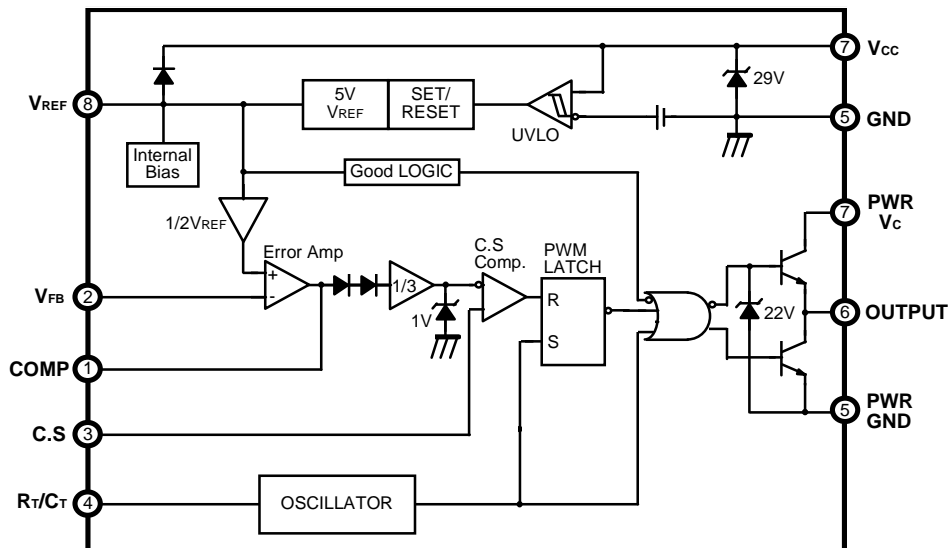 7
VCC
29V
VREF
8
5V
VREF
SET/
RESET
UVLO
5
GND
Internal
Bias
Good LOGIC
PWR
VC
7
1/2VREF
Error Amp
C.S
Comp.
PWM
LATCH
+
-
1/3
VFB
2
R
1V
22V
6
OUTPUT
S
COMP
1
5
PWR
GND
C.S
3
RT/CT
4
OSCILLATOR